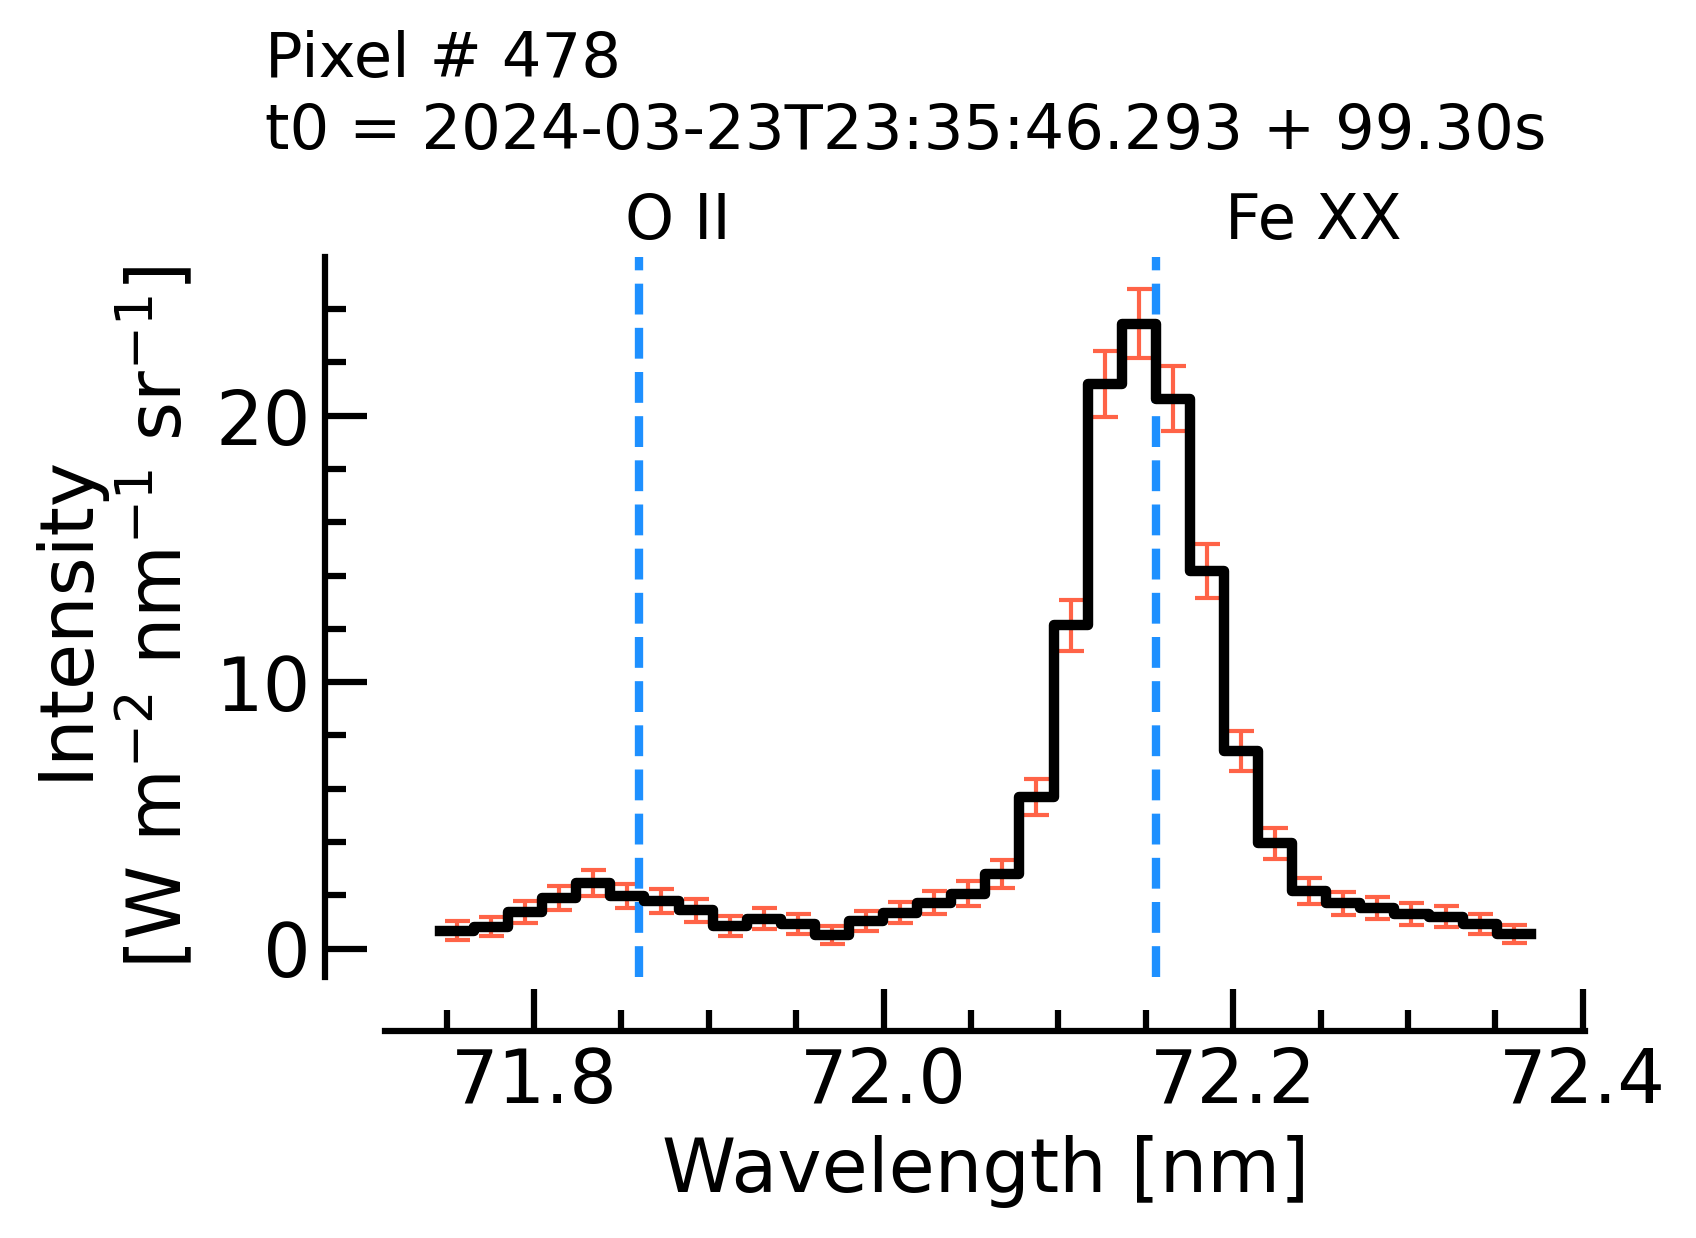 Pixel # 478
t0 = 2024-03-23T23:35:46.293 + 99.30s
O II
Fe XX
Intensity
[W m⁻² nm⁻¹ sr⁻¹]
20
10
0
71.8
72.0
72.2
72.4
Wavelength [nm]